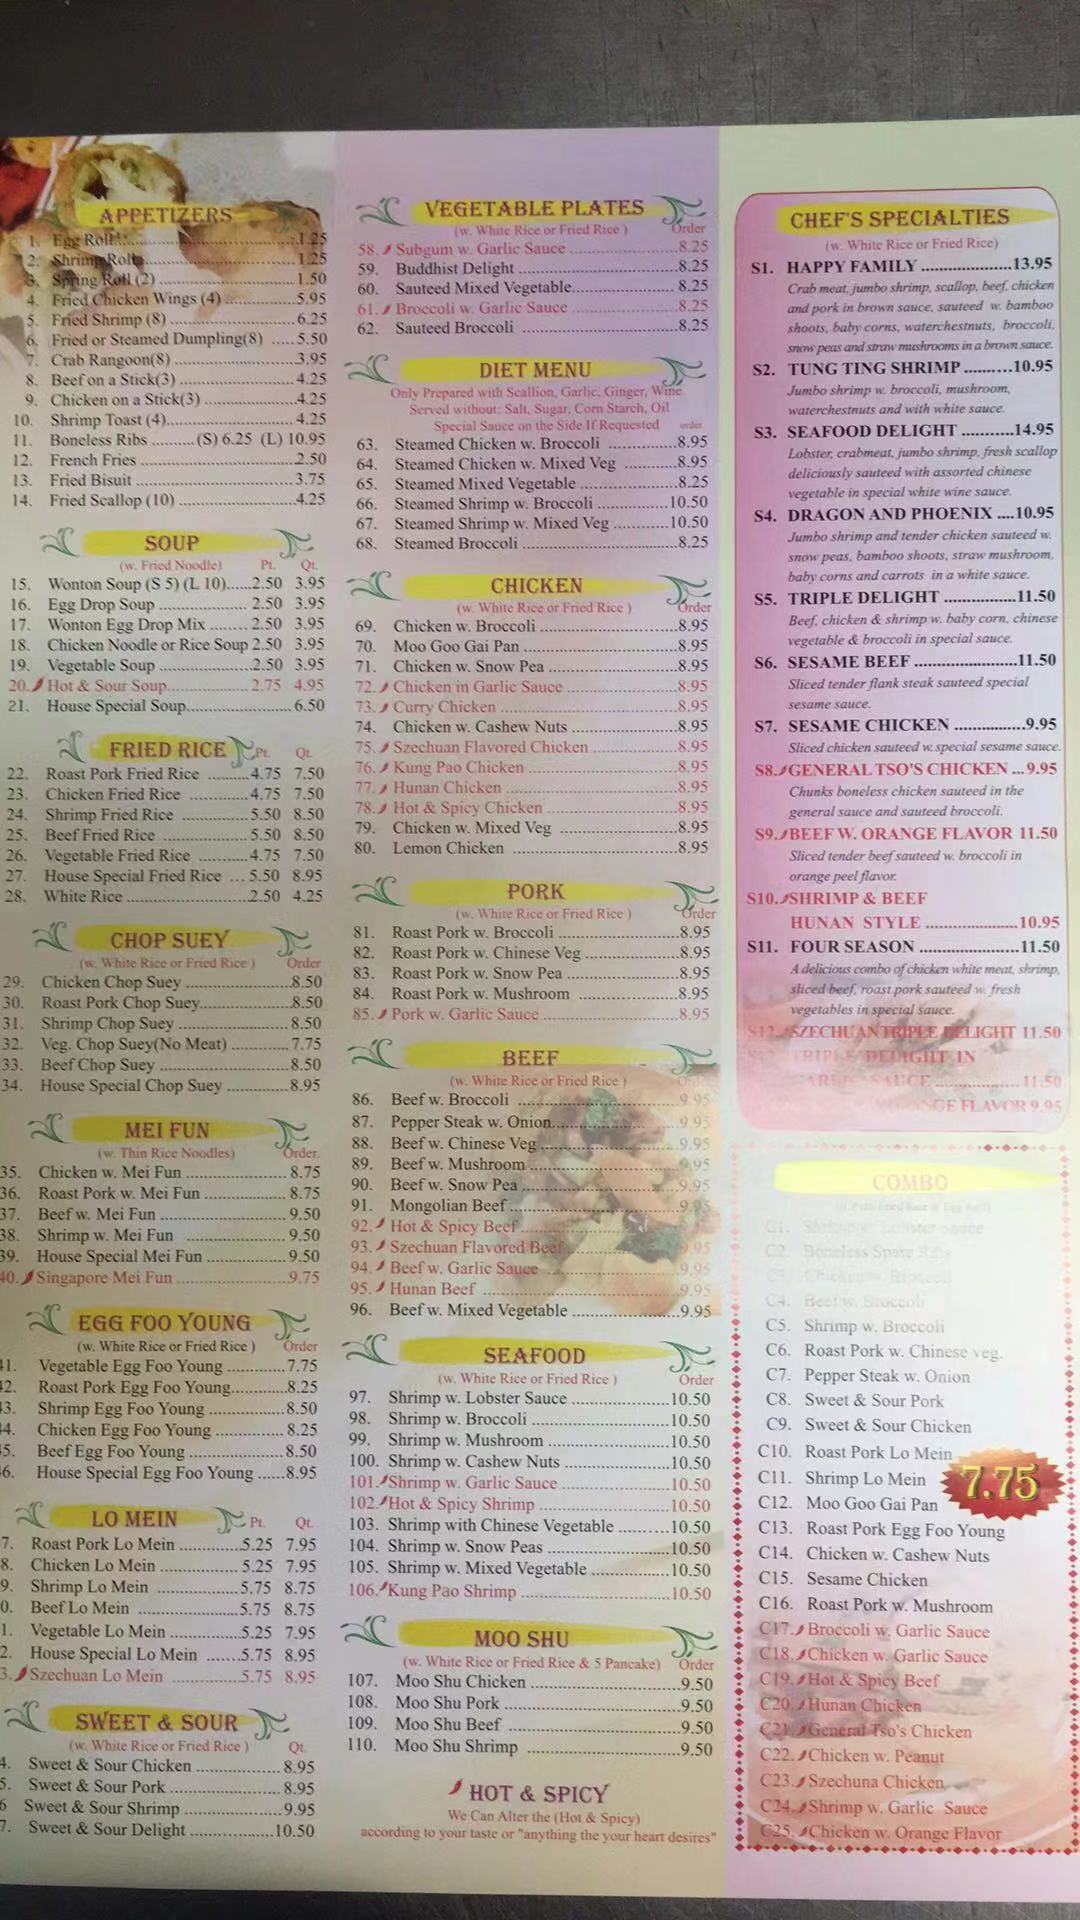 APPETIZERS
1. Egg Roll 1.25
2. Shrimp Roll 1.25
3. Spring Roll (2) 1.50
4. Fried Chicken Wings (4) 5.95
5. Fried Shrimp (8) 6.25
6. Fried or Steamed Dumpling(8) 5.50
7. Crab Rangoon(8) 3.95
8. Beef on a Stick(3) 4.25
9. Chicken on a Stick(3) 4.25
10. Shrimp Toast (4) 4.25
11. Boneless Ribs (S) 6.25 (L) 10.95
12. French Fries 2.50
13. Fried Bisuit 3.75
14. Fried Scallop (10) 4.25
SOUP
(w. Fried Noodle) Pt. Qt.
15. Wonton Soup (S 5) (L 10) 2.50 3.95
16. Egg Drop Soup 2.50 3.95
17. Wonton Egg Drop Mix 2.50 3.95
18. Chicken Noodle or Rice Soup 2.50 3.95
19. Vegetable Soup 2.50 3.95
20. Hot & Sour Soup 2.75 4.95
21. House Special Soup 6.50
FRIED RICE Pt. Qt.
22. Roast Pork Fried Rice 4.75 7.50
23. Chicken Fried Rice 4.75 7.50
24. Shrimp Fried Rice 5.50 8.50
25. Beef Fried Rice 5.50 8.50
26. Vegetable Fried Rice 4.75 7.50
27. House Special Fried Rice 5.50 8.95
28. White Rice 2.50 4.25
CHOP SUEY
(w. White Rice or Fried Rice) Order
29. Chicken Chop Suey 8.50
30. Roast Pork Chop Suey 8.50
31. Shrimp Chop Suey 8.50
32. Veg. Chop Suey(No Meat) 7.75
33. Beef Chop Suey 8.50
34. House Special Chop Suey 8.95
MEI FUN
(w. Thin Rice Noodles) Order
35. Chicken w. Mei Fun 8.75
36. Roast Pork w. Mei Fun 8.75
37. Beef w. Mei Fun 9.50
38. Shrimp w. Mei Fun 9.50
39. House Special Mei Fun 9.50
40. Singapore Mei Fun 9.75
EGG FOO YOUNG
(w. White Rice or Fried Rice) Order
41. Vegetable Egg Foo Young 7.75
42. Roast Pork Egg Foo Young 8.25
43. Shrimp Egg Foo Young 8.50
44. Chicken Egg Foo Young 8.25
45. Beef Egg Foo Young 8.50
46. House Special Egg Foo Young 8.95
LO MEIN Pt. Qt.
7. Roast Pork Lo Mein 5.25 7.95
8. Chicken Lo Mein 5.25 7.95
9. Shrimp Lo Mein 5.75 8.75
0. Beef Lo Mein 5.75 8.75
1. Vegetable Lo Mein 5.25 7.95
2. House Special Lo Mein 5.75 8.95
3. Szechuan Lo Mein 5.75 8.95
SWEET & SOUR
(w. White Rice or Fried Rice) Qt.
4. Sweet & Sour Chicken 8.95
5. Sweet & Sour Pork 8.95
6 Sweet & Sour Shrimp 9.95
7. Sweet & Sour Delight 10.50
VEGETABLE PLATES
(w. White Rice or Fried Rice) Order
58. Subgum w. Garlic Sauce 8.25
59. Buddhist Delight 8.25
60. Sauteed Mixed Vegetable 8.25
61. Broccoli w. Garlic Sauce 8.25
62. Sauteed Broccoli 8.25
DIET MENU
Only Prepared with Scallion, Garlic, Ginger, Wine
Served without: Salt, Sugar, Corn Starch, Oil
Special Sauce on the Side If Requested order
63. Steamed Chicken w. Broccoli 8.95
64. Steamed Chicken w. Mixed Veg 8.95
65. Steamed Mixed Vegetable 8.25
66. Steamed Shrimp w. Broccoli 10.50
67. Steamed Shrimp w. Mixed Veg 10.50
68. Steamed Broccoli 8.25
CHICKEN
(w. White Rice or Fried Rice) Order
69. Chicken w. Broccoli 8.95
70. Moo Goo Gai Pan 8.95
71. Chicken w. Snow Pea 8.95
72. Chicken in Garlic Sauce 8.95
73. Curry Chicken 8.95
74. Chicken w. Cashew Nuts 8.95
75. Szechuan Flavored Chicken 8.95
76. Kung Pao Chicken 8.95
77. Hunan Chicken 8.95
78. Hot & Spicy Chicken 8.95
79. Chicken w. Mixed Veg 8.95
80. Lemon Chicken 8.95
PORK
(w. White Rice or Fried Rice) Order
81. Roast Pork w. Broccoli 8.95
82. Roast Pork w. Chinese Veg 8.95
83. Roast Pork w. Snow Pea 8.95
84. Roast Pork w. Mushroom 8.95
85. Pork w. Garlic Sauce 8.95
BEEF
(w. White Rice or Fried Rice) Order
86. Beef w. Broccoli 9.95
87. Pepper Steak w. Onion 9.95
88. Beef w. Chinese Veg 9.95
89. Beef w. Mushroom 9.95
90. Beef w. Snow Pea 9.95
91. Mongolian Beef 9.95
92. Hot & Spicy Beef 9.95
93. Szechuan Flavored Beef 9.95
94. Beef w. Garlic Sauce 9.95
95. Hunan Beef 9.95
96. Beef w. Mixed Vegetable 9.95
SEAFOOD
(w. White Rice or Fried Rice) Order
97. Shrimp w. Lobster Sauce 10.50
98. Shrimp w. Broccoli 10.50
99. Shrimp w. Mushroom 10.50
100. Shrimp w. Cashew Nuts 10.50
101. Shrimp w. Garlic Sauce 10.50
102. Hot & Spicy Shrimp 10.50
103. Shrimp with Chinese Vegetable 10.50
104. Shrimp w. Snow Peas 10.50
105. Shrimp w. Mixed Vegetable 10.50
106. Kung Pao Shrimp 10.50
MOO SHU
(w. White Rice or Fried Rice & 5 Pancake) Order
107. Moo Shu Chicken 9.50
108. Moo Shu Pork 9.50
109. Moo Shu Beef 9.50
110. Moo Shu Shrimp 9.50
HOT & SPICY
We Can Alter the (Hot & Spicy)
according to your taste or "anything the your heart desires"
CHEF'S SPECIALTIES
(w. White Rice or Fried Rice)
S1. HAPPY FAMILY 13.95
Crab meat, jumbo shrimp, scallop, beef, chicken
and pork in brown sauce, sauteed w. bamboo
shoots, baby corns, waterchestnuts, broccoli,
snow peas and straw mushrooms in a brown sauce.
S2. TUNG TING SHRIMP 10.95
Jumbo shrimp w. broccoli, mushroom,
waterchestnuts and with white sauce.
S3. SEAFOOD DELIGHT 14.95
Lobster, crabmeat, jumbo shrimp, fresh scallop
deliciously sauteed with assorted chinese
vegetable in special white wine sauce.
S4. DRAGON AND PHOENIX 10.95
Jumbo shrimp and tender chicken sauteed w.
snow peas, bamboo shoots, straw mushroom,
baby corns and carrots in a white sauce.
S5. TRIPLE DELIGHT 11.50
Beef, chicken & shrimp w. baby corn, chinese
vegetable & broccoli in special sauce.
S6. SESAME BEEF 11.50
Sliced tender flank steak sauteed special
sesame sauce.
S7. SESAME CHICKEN 9.95
Sliced chicken sauteed w. special sesame sauce.
S8. GENERAL TSO'S CHICKEN 9.95
Chunks boneless chicken sauteed in the
general sauce and sauteed broccoli.
S9. BEEF W. ORANGE FLAVOR 11.50
Sliced tender beef sauteed w. broccoli in
orange peel flavor.
S10. SHRIMP & BEEF
HUNAN STYLE 10.95
S11. FOUR SEASON 11.50
A delicious combo of chicken white meat, shrimp,
sliced beef, roast pork sauteed w. fresh
vegetables in special sauce.
S12. SZECHUAN TRIPLE DELIGHT 11.50
TRIPLE DELIGHT IN
SAUCE 11.50
FLAVOR 9.95
COMBO
C1. Shrimp w. Lobster Sauce
C2. Boneless Spare Ribs
C3. Chicken w. Broccoli
C4. Beef w. Broccoli
C5. Shrimp w. Broccoli
C6. Roast Pork w. Chinese veg.
C7. Pepper Steak w. Onion
C8. Sweet & Sour Pork
C9. Sweet & Sour Chicken
C10. Roast Pork Lo Mein
C11. Shrimp Lo Mein
7.75
C12. Moo Goo Gai Pan
C13. Roast Pork Egg Foo Young
C14. Chicken w. Cashew Nuts
C15. Sesame Chicken
C16. Roast Pork w. Mushroom
C17. Broccoli w. Garlic Sauce
C18. Chicken w. Garlic Sauce
C19. Hot & Spicy Beef
C20. Hunan Chicken
C21. General Tso's Chicken
C22. Chicken w. Peanut
C23. Szechuna Chicken
C24. Shrimp w. Garlic Sauce
C25. Chicken w. Orange Flavor